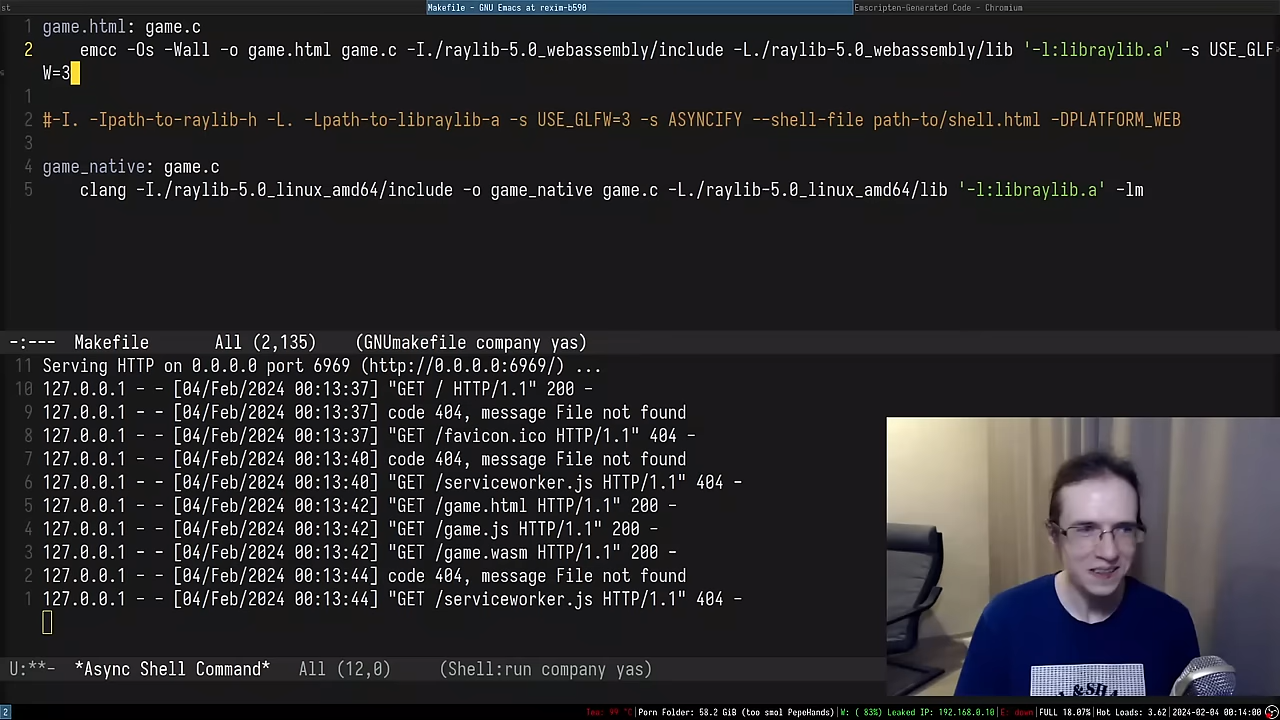 st
Makefile - GNU Emacs at rexim-b590
Emscripten-Generated Code - Chromium
1 game.html: game.c
2 emcc -Os -Wall -o game.html game.c -I./raylib-5.0_webassembly/include -L./raylib-5.0_webassembly/lib '-l:libraylib.a' -s USE_GLF
W=3
1
2 #-I. -Ipath-to-raylib-h -L. -Lpath-to-libraylib-a -s USE_GLFW=3 -s ASYNCIFY --shell-file path-to/shell.html -DPLATFORM_WEB
3
4 game_native: game.c
5 clang -I./raylib-5.0_linux_amd64/include -o game_native game.c -L./raylib-5.0_linux_amd64/lib '-l:libraylib.a' -lm
-:--- Makefile All (2,135) (GNUmakefile company yas)
11 Serving HTTP on 0.0.0.0 port 6969 (http://0.0.0.0:6969/) ...
10 127.0.0.1 - - [04/Feb/2024 00:13:37] "GET / HTTP/1.1" 200 -
9 127.0.0.1 - - [04/Feb/2024 00:13:37] code 404, message File not found
8 127.0.0.1 - - [04/Feb/2024 00:13:37] "GET /favicon.ico HTTP/1.1" 404 -
7 127.0.0.1 - - [04/Feb/2024 00:13:40] code 404, message File not found
6 127.0.0.1 - - [04/Feb/2024 00:13:40] "GET /serviceworker.js HTTP/1.1" 404 -
5 127.0.0.1 - - [04/Feb/2024 00:13:42] "GET /game.html HTTP/1.1" 200 -
4 127.0.0.1 - - [04/Feb/2024 00:13:42] "GET /game.js HTTP/1.1" 200 -
3 127.0.0.1 - - [04/Feb/2024 00:13:42] "GET /game.wasm HTTP/1.1" 200 -
2 127.0.0.1 - - [04/Feb/2024 00:13:44] code 404, message File not found
1 127.0.0.1 - - [04/Feb/2024 00:13:44] "GET /serviceworker.js HTTP/1.1" 404 -
U:**- *Async Shell Command* All (12,0) (Shell:run company yas)
2 Tea: 99 °C|Porn Folder: 58.2 GiB (too smol PepeHands)|W: ( 83%) Leaked IP: 192.168.0.10|E: down|FULL 18.07%|Hot Loads: 3.62|2024-02-04 00:14:00